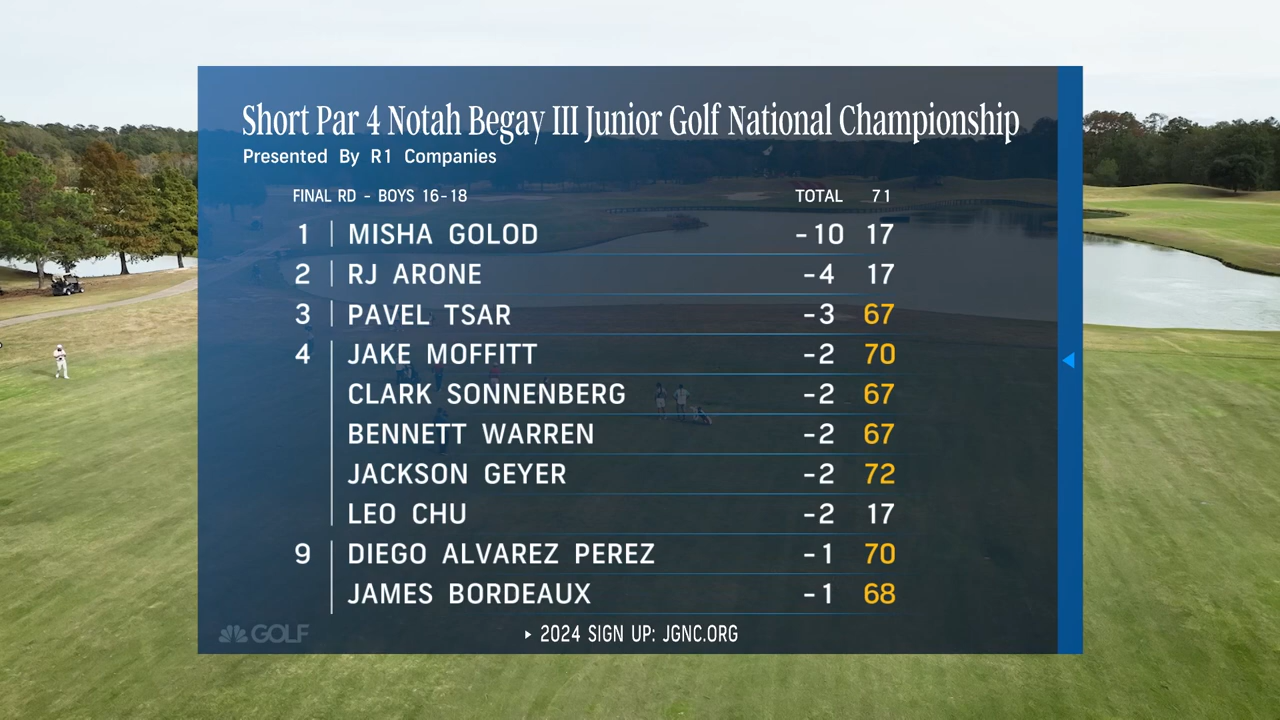 Short Par 4 Notah Begay III Junior Golf National Championship
Presented By R1 Companies
FINAL RD - BOYS 16-18 TOTAL 71
1 MISHA GOLOD -10 17
2 RJ ARONE -4 17
3 PAVEL TSAR -3 67
4 JAKE MOFFITT -2 70
CLARK SONNENBERG -2 67
BENNETT WARREN -2 67
JACKSON GEYER -2 72
LEO CHU -2 17
9 DIEGO ALVAREZ PEREZ -1 70
JAMES BORDEAUX -1 68
GOLF
2024 SIGN UP: JGNC.ORG